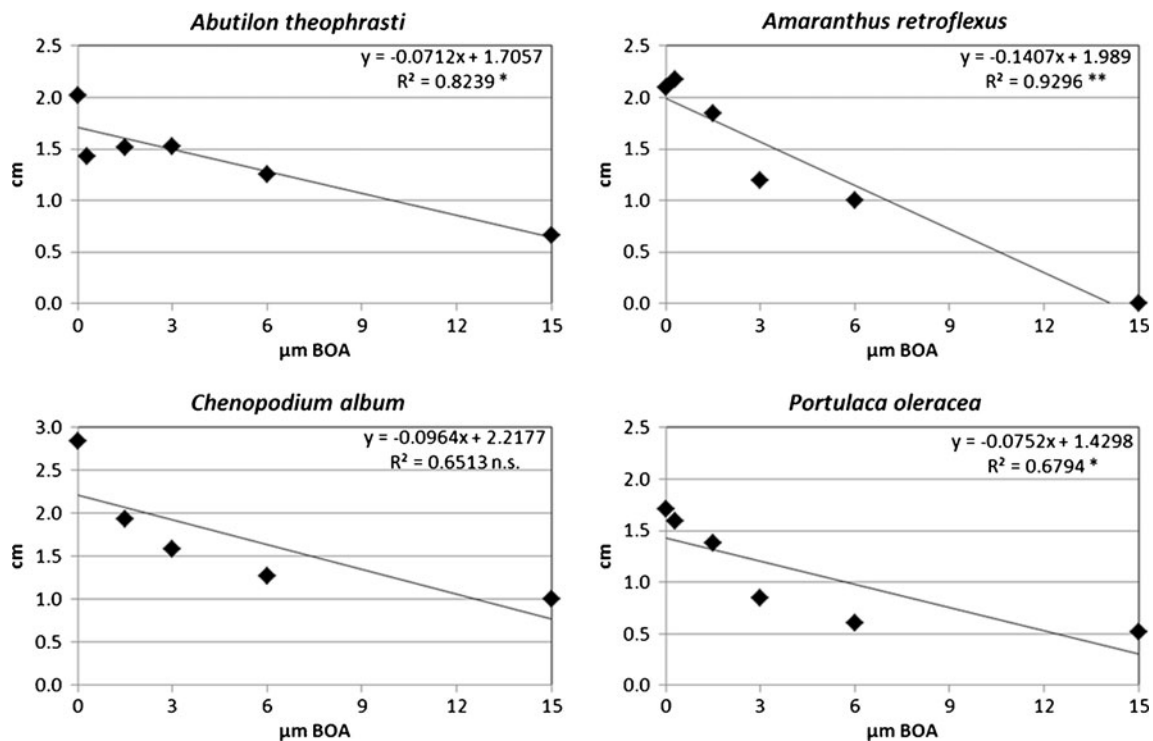 Abutilon theophrasti
y = -0.0712x + 1.7057
R² = 0.8239 *
2.5
2.0
1.5
1.0
0.5
0.0
cm
0 3 6 9 12 15
µm BOA
Amaranthus retroflexus
y = -0.1407x + 1.989
R² = 0.9296 **
2.5
2.0
1.5
1.0
0.5
0.0
cm
0 3 6 9 12 15
µm BOA
Chenopodium album
y = -0.0964x + 2.2177
R² = 0.6513 n.s.
3.0
2.5
2.0
1.5
1.0
0.5
0.0
cm
0 3 6 9 12 15
µm BOA
Portulaca oleracea
y = -0.0752x + 1.4298
R² = 0.6794 *
2.5
2.0
1.5
1.0
0.5
0.0
cm
0 3 6 9 12 15
µm BOA